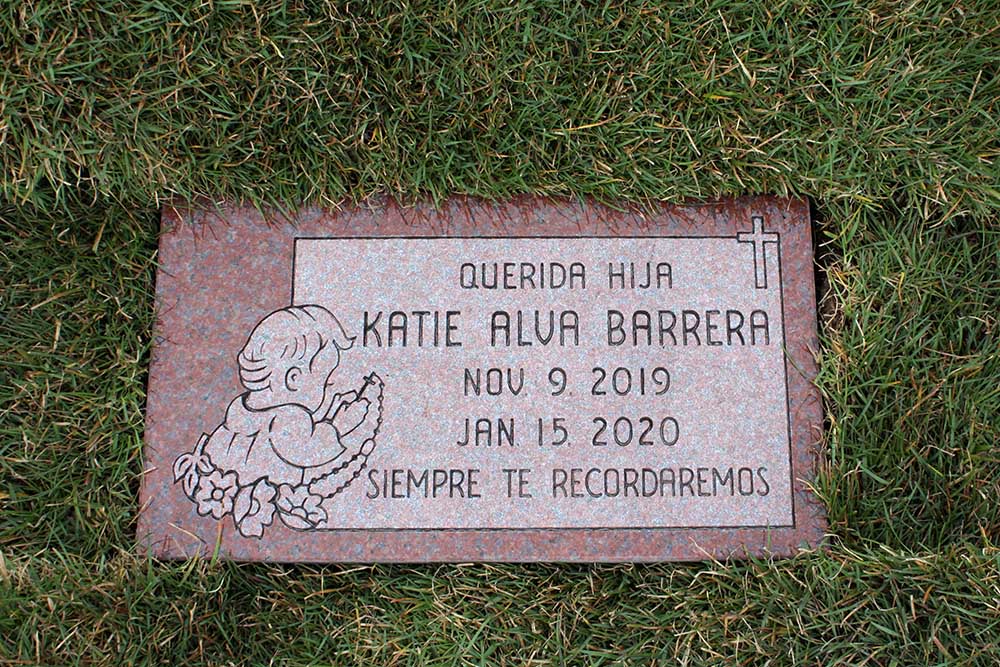 QUERIDA HIJA
KATIE ALVA BARRERA
NOV. 9, 2019
JAN. 15, 2020
SIEMPRE TE RECORDAREMOS